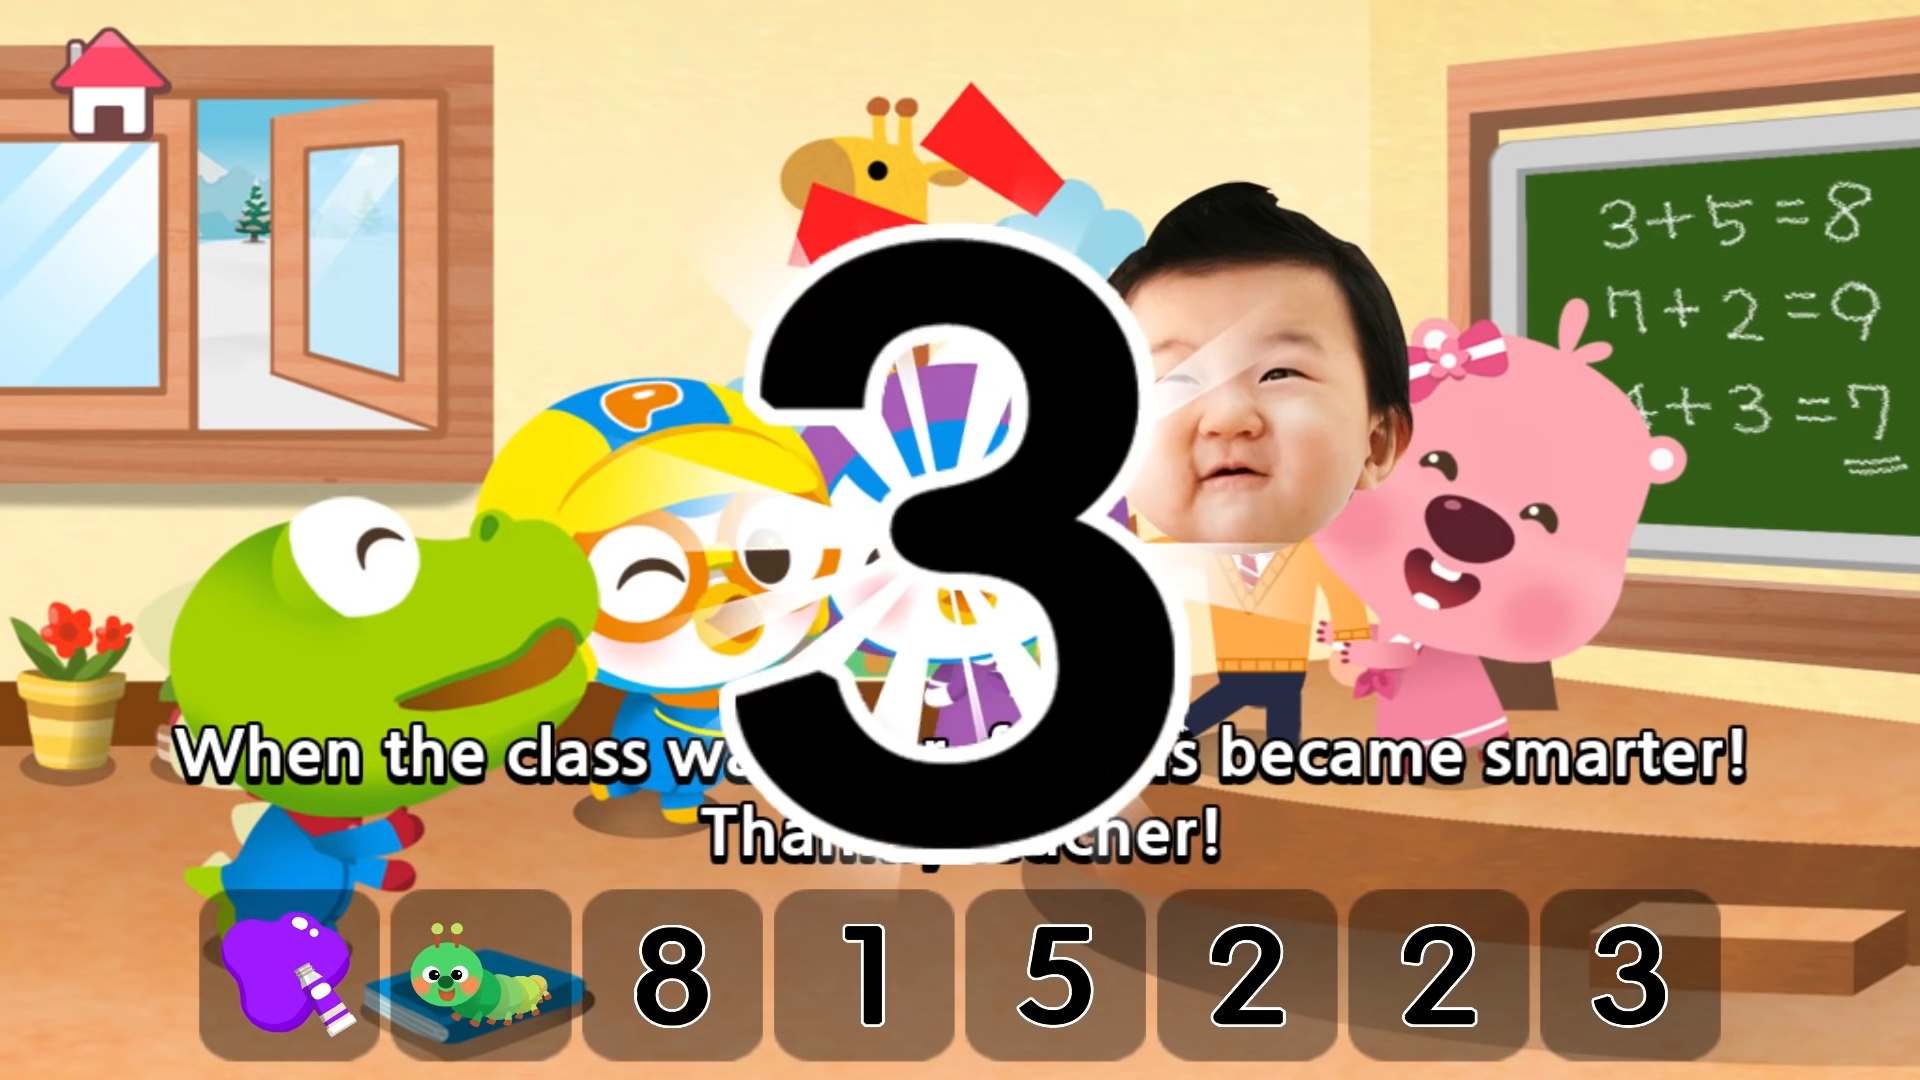 3+5=8
7+2=9
4+3=7
P
3
When the class wa s became smarter!
cher!
8 1 5 2 2 3